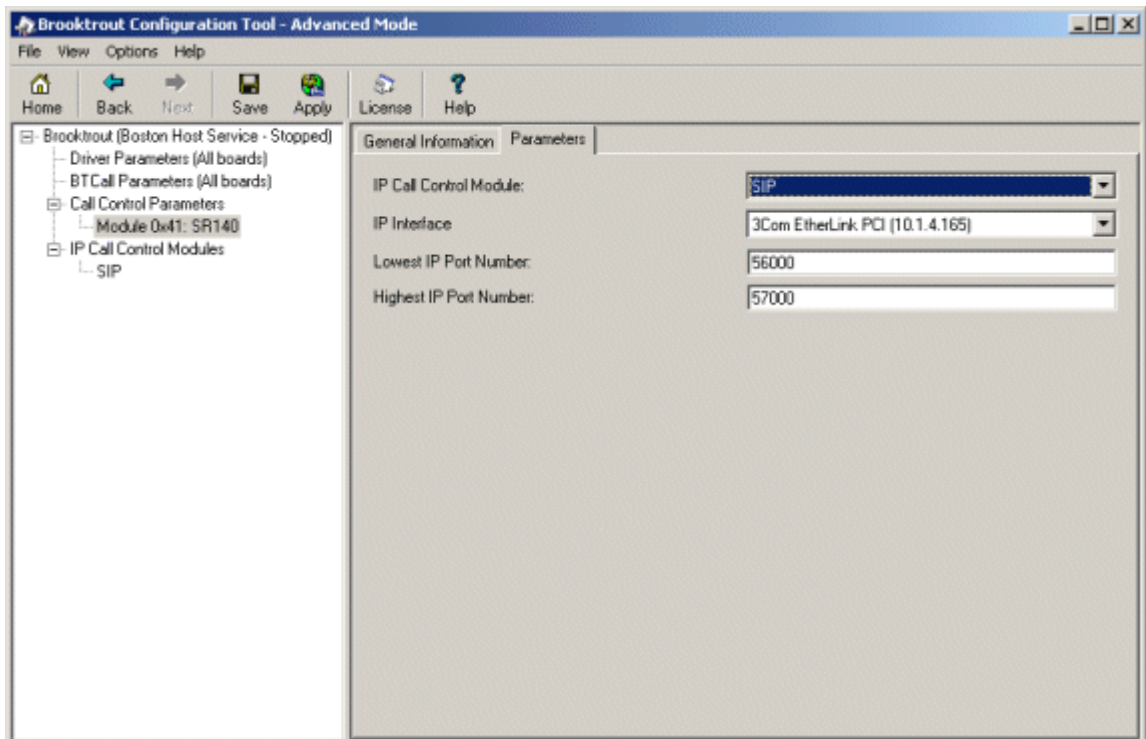 Brooktrout Configuration Tool - Advanced Mode
File View Options Help
Home Back Next Save Apply License Help
Brooktrout (Boston Host Service - Stopped)
Driver Parameters (All boards)
BTCall Parameters (All boards)
Call Control Parameters
Module 0x41: SR140
IP Call Control Modules
SIP
General Information Parameters
IP Call Control Module: SIP
IP Interface 3Com EtherLink PCI (10.1.4.165)
Lowest IP Port Number: 56000
Highest IP Port Number: 57000